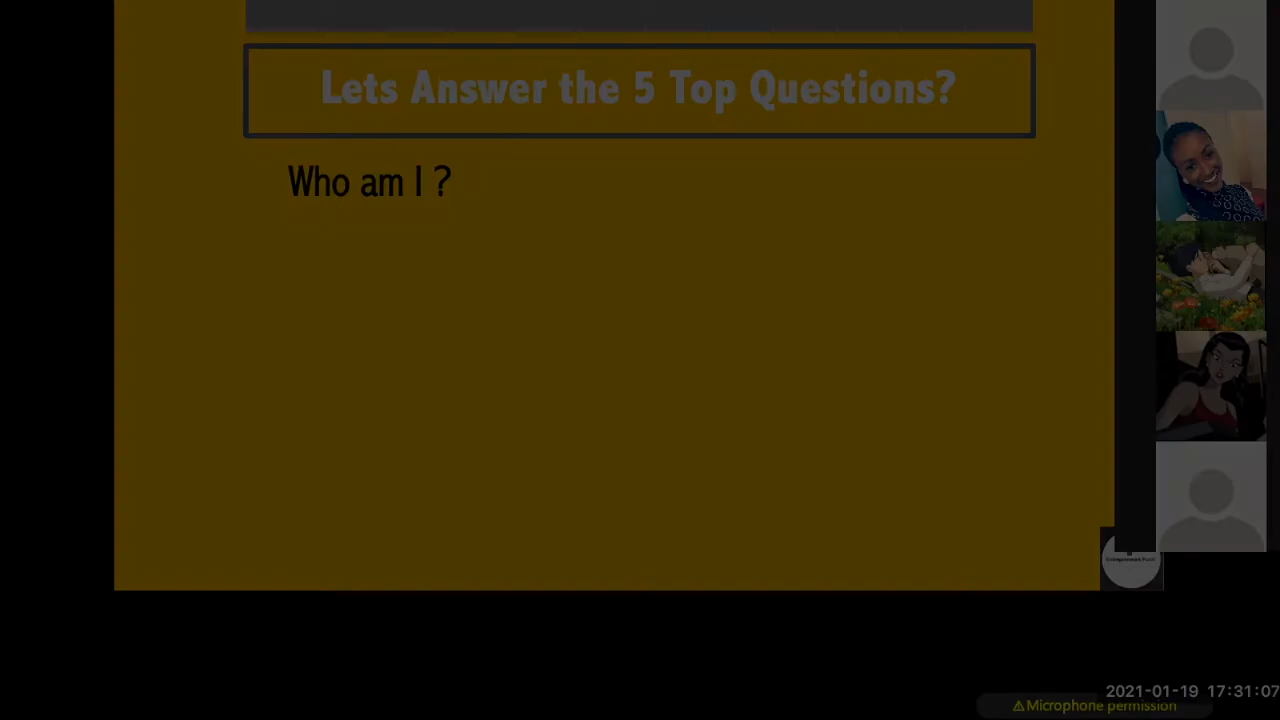 Lets Answer the 5 Top Questions?
Who am I ?
2021-01-19 17:31:07
⚠Microphone permission